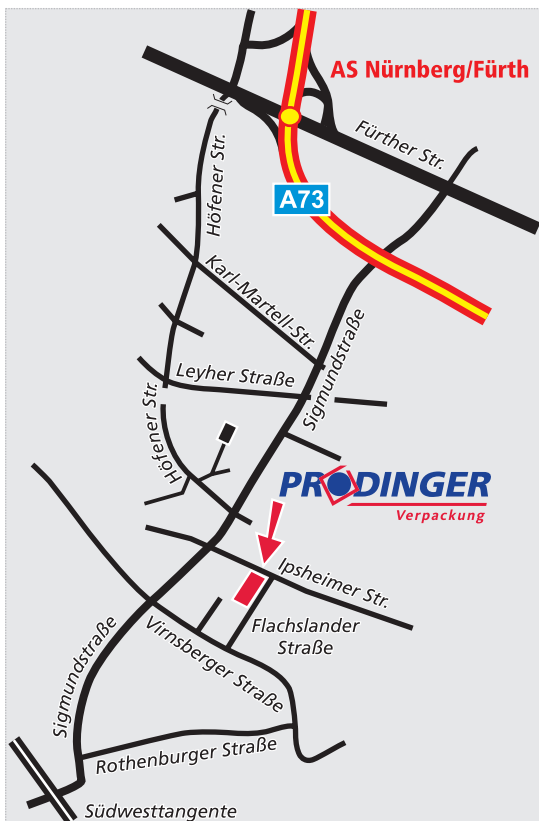 AS Nürnberg/Fürth
Fürther Str.
Höfener Str.
A73
Karl-Martell-Str.
Sigmundstraße
Leyher Straße
Höfener Str.
PRODINGER
Verpackung
Ipsheimer Str.
Flachslander
Straße
Virnsberger Straße
Sigmundstraße
Rothenburger Straße
Südwesttangente